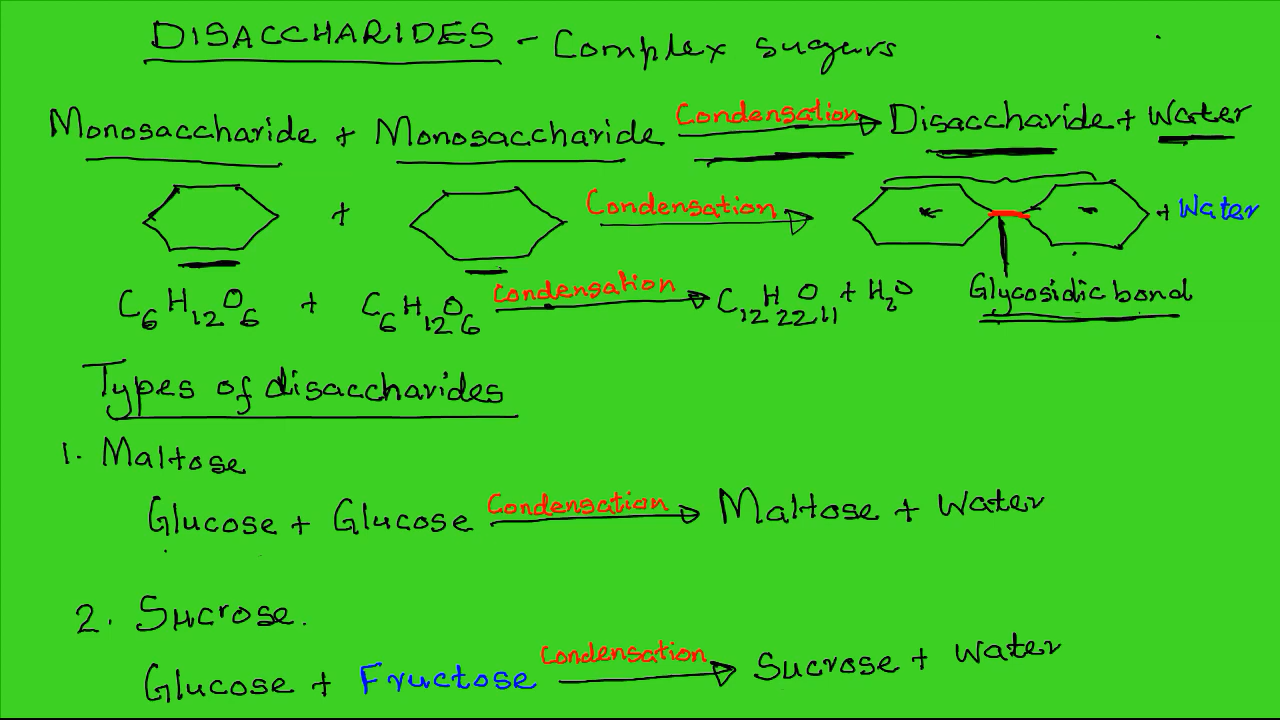 DISACCHARIDES - Complex sugars
Monosaccharide + Monosaccharide Condensation Disaccharide + Water
+ Condensation + Water
C6H12O6 + C6H12O6 Condensation C12H22O11 + H2O Glycosidic bond
Types of disaccharides
1. Maltose
Glucose + Glucose Condensation Maltose + Water
2. Sucrose.
Glucose + Fructose Condensation Sucrose + Water